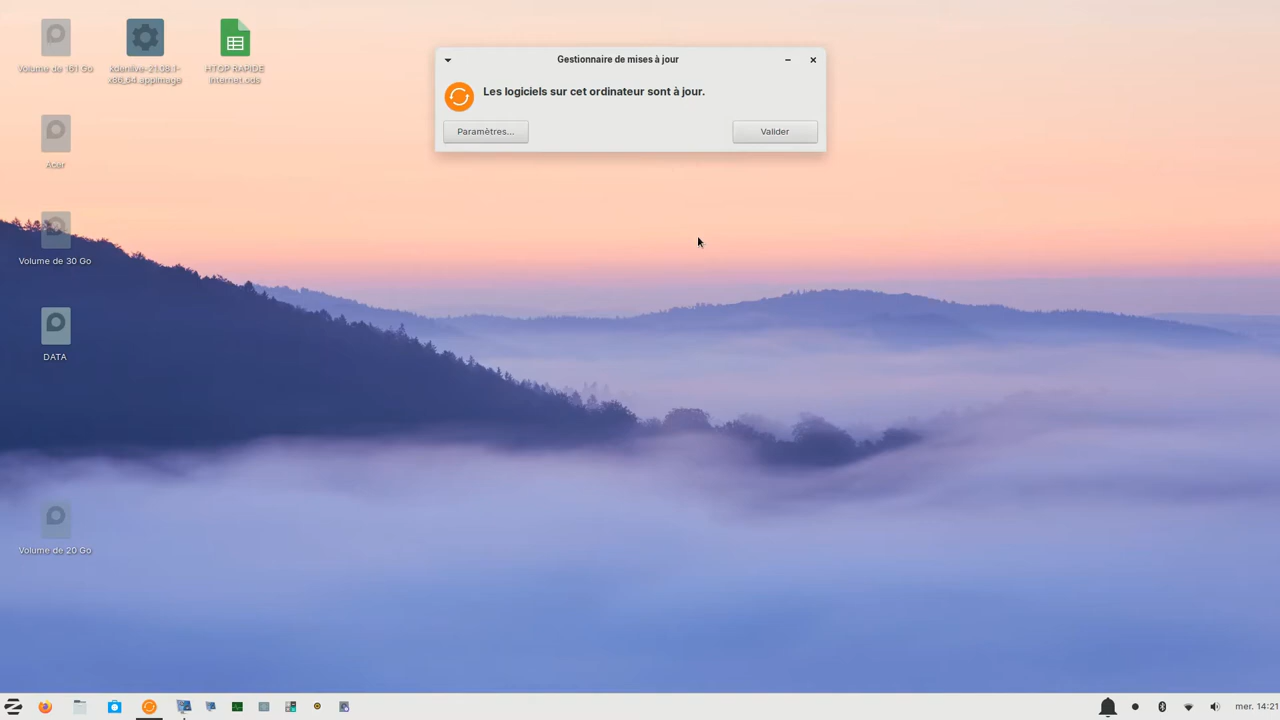 Volume de 161 Go
kdenlive-21.08.1-
x86_64.appimage
HTOP RAPIDE
Internet.ods
Acer
Volume de 30 Go
DATA
Volume de 20 Go
Gestionnaire de mises à jour
Les logiciels sur cet ordinateur sont à jour.
Paramètres...
Valider
mer. 14:21